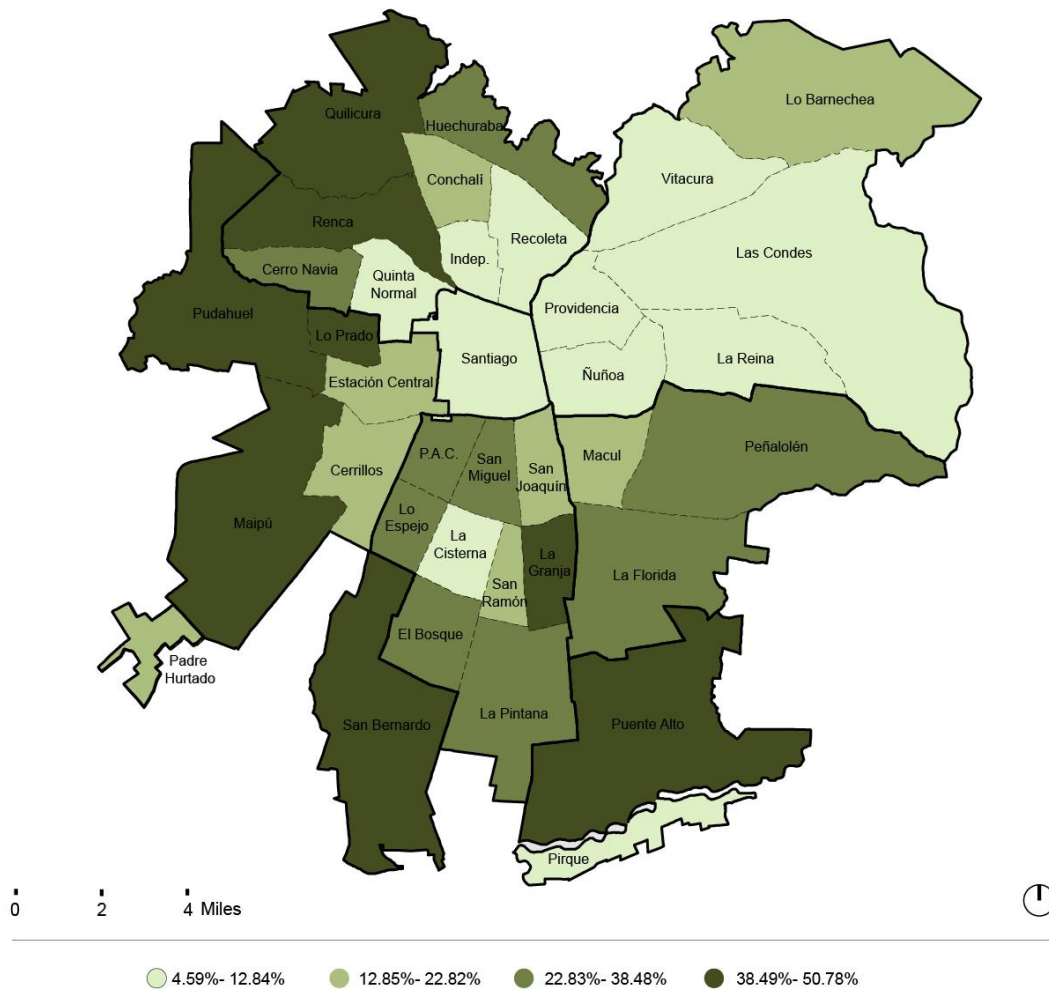 Quilicura
Huechuraba
Lo Barnechea
Conchalí
Vitacura
Renca
Recoleta
Indep.
Las Condes
Cerro Navia
Quinta
Normal
Pudahuel
Providencia
Lo Prado
Santiago
La Reina
Ñuñoa
Estación Central
P.A.C.
San
Miguel
Macul
Peñalolén
Cerrillos
San
Joaquín
Maipú
Lo
Espejo
La
Cisterna
La
Granja
La Florida
San
Ramón
El Bosque
Padre
Hurtado
La Pintana
San Bernardo
Puente Alto
Pirque
0 2 4 Miles
4.59%- 12.84% 12.85%- 22.82% 22.83%- 38.48% 38.49%- 50.78%